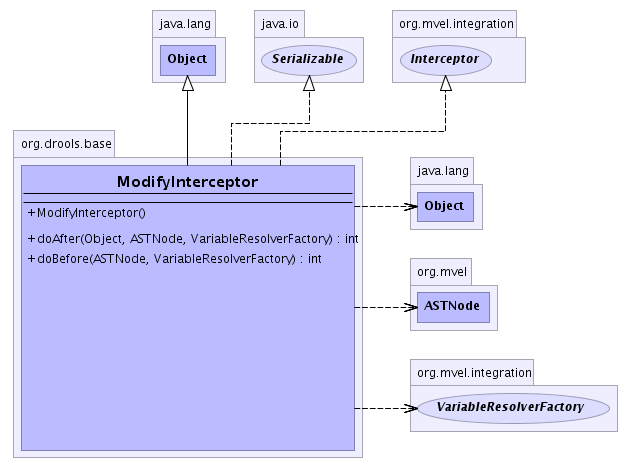 java.lang
Object
java.io
Serializable
org.mvel.integration
Interceptor
org.drools.base
ModifyInterceptor
+ModifyInterceptor()
+doAfter(Object, ASTNode, VariableResolverFactory) : int
+doBefore(ASTNode, VariableResolverFactory) : int
java.lang
Object
org.mvel
ASTNode
org.mvel.integration
VariableResolverFactory